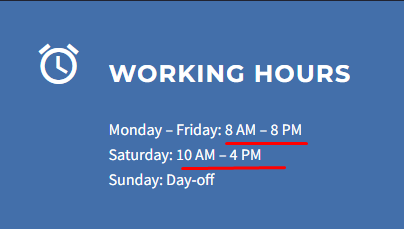 WORKING HOURS
Monday – Friday: 8 AM – 8 PM
Saturday: 10 AM – 4 PM
Sunday: Day-off